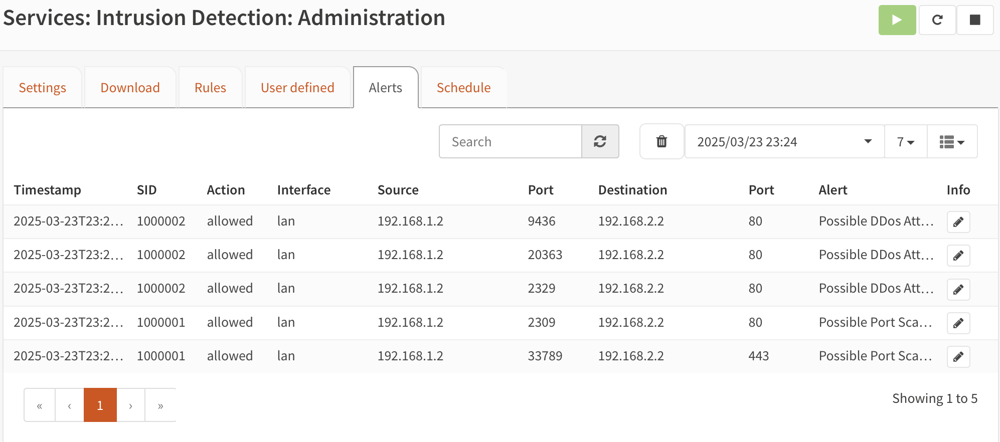 Services: Intrusion Detection: Administration
Settings Download Rules User defined Alerts Schedule
Search 2025/03/23 23:24 7
Timestamp SID Action Interface Source Port Destination Port Alert Info
2025-03-23T23:2... 1000002 allowed lan 192.168.1.2 9436 192.168.2.2 80 Possible DDos Att...
2025-03-23T23:2... 1000002 allowed lan 192.168.1.2 20363 192.168.2.2 80 Possible DDos Att...
2025-03-23T23:2... 1000002 allowed lan 192.168.1.2 2329 192.168.2.2 80 Possible DDos Att...
2025-03-23T23:2... 1000001 allowed lan 192.168.1.2 2309 192.168.2.2 80 Possible Port Sca...
2025-03-23T23:2... 1000001 allowed lan 192.168.1.2 33789 192.168.2.2 443 Possible Port Sca...
« ‹ 1 › » Showing 1 to 5